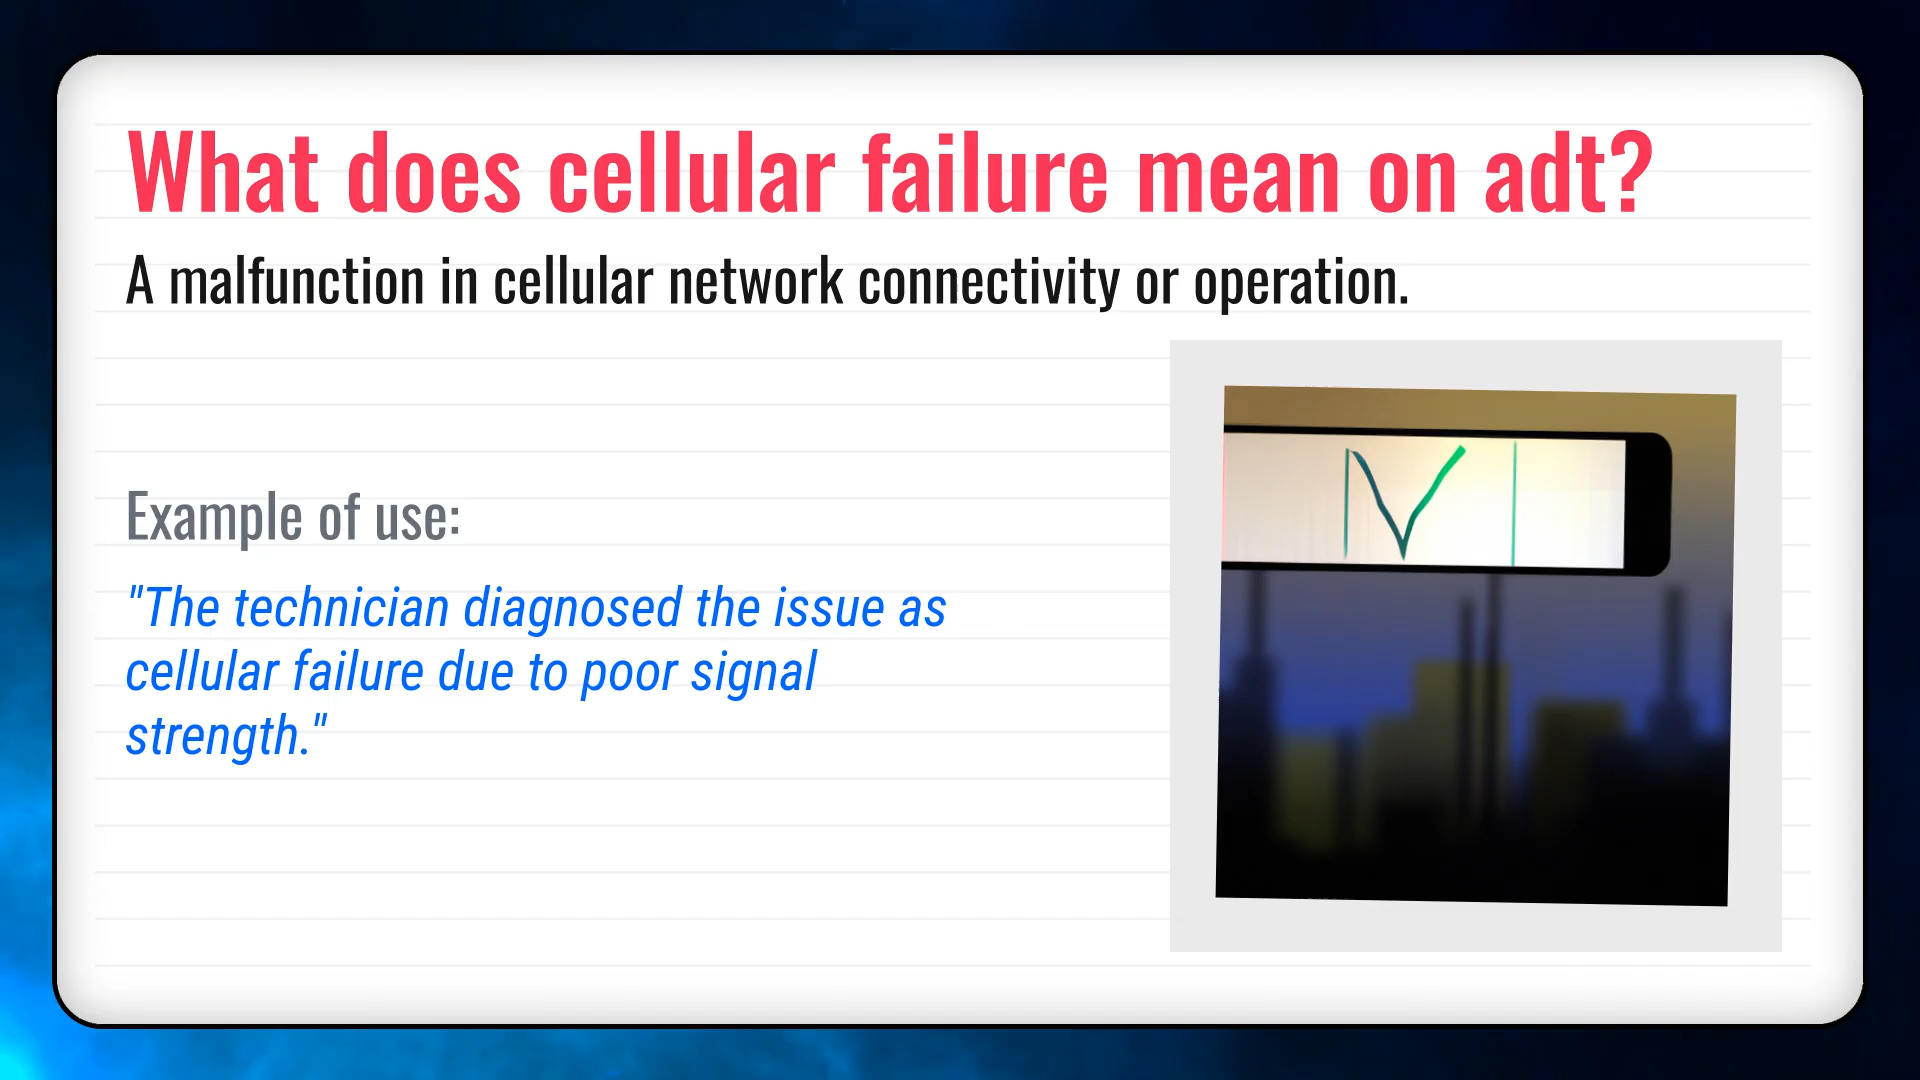 What does cellular failure mean on adt?
A malfunction in cellular network connectivity or operation.
Example of use:
"The technician diagnosed the issue as
cellular failure due to poor signal
strength."